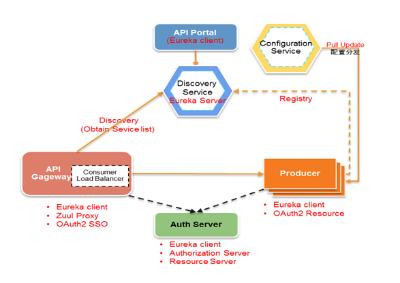 API Portal
(Eureka client)
Configuration
Service
Pull Update
配置分发
Discovery
Service
Eureka Server
Registry
Discovery
(Obtain Sevice list)
API
Gageway
Consumer
Load Balancer
Producer
• Eureka client
• Zuul Proxy
• OAuth2 SSO
Auth Server
• Eureka client
• OAuth2 Resource
• Eureka client
• Authorization Server
• Resource Server